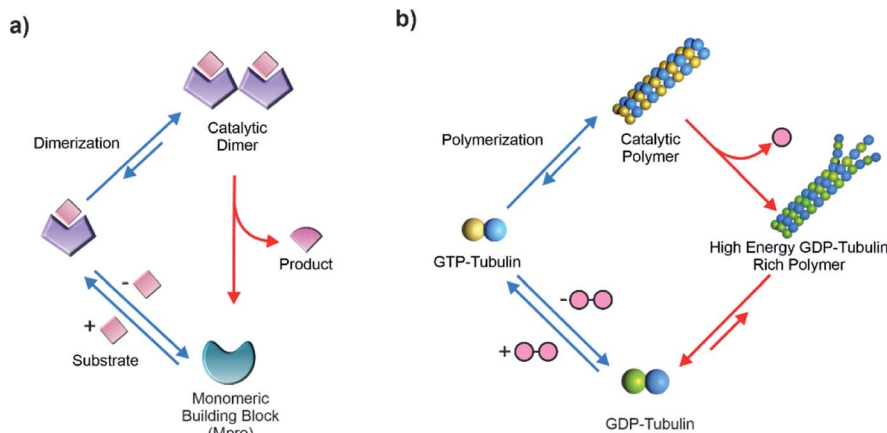 a)
Dimerization
Catalytic
Dimer
Product
-
+
Substrate
Monomeric
Building Block
(Mpro)
b)
Polymerization
Catalytic
Polymer
GTP-Tubulin
High Energy GDP-Tubulin
Rich Polymer
-
+
GDP-Tubulin